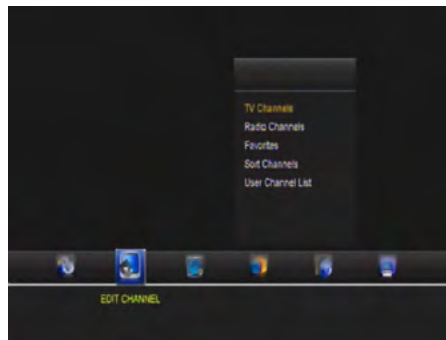 TV Channels
Radio Channels
Favorites
Sort Channels
User Channel List
EDIT CHANNEL